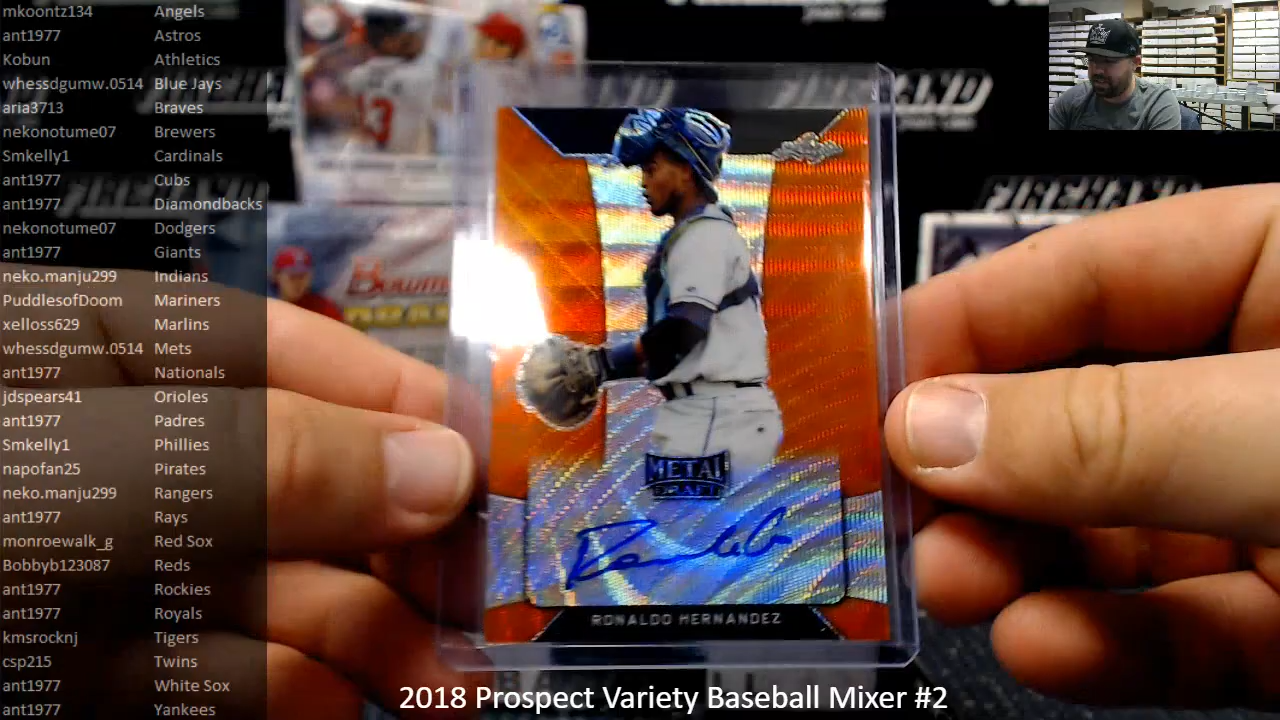 mkoontz134 Angels
ant1977 Astros
Kobun Athletics
whessdgumw.0514 Blue Jays
aria3713 Braves
nekonotume07 Brewers
Smkelly1 Cardinals
ant1977 Cubs
ant1977 Diamondbacks
nekonotume07 Dodgers
ant1977 Giants
neko.manju299 Indians
PuddlesofDoom Mariners
xelloss629 Marlins
whessdgumw.0514 Mets
ant1977 Nationals
jdspears41 Orioles
ant1977 Padres
Smkelly1 Phillies
napofan25 Pirates
neko.manju299 Rangers
ant1977 Rays
monroewalk_g Red Sox
Bobbyb123087 Reds
ant1977 Rockies
ant1977 Royals
kmsrocknj Tigers
csp215 Twins
ant1977 White Sox
ant1977 Yankees
13
FIREHAND
METAL
DRAFT
RONALDO HERNANDEZ
2018 Prospect Variety Baseball Mixer #2